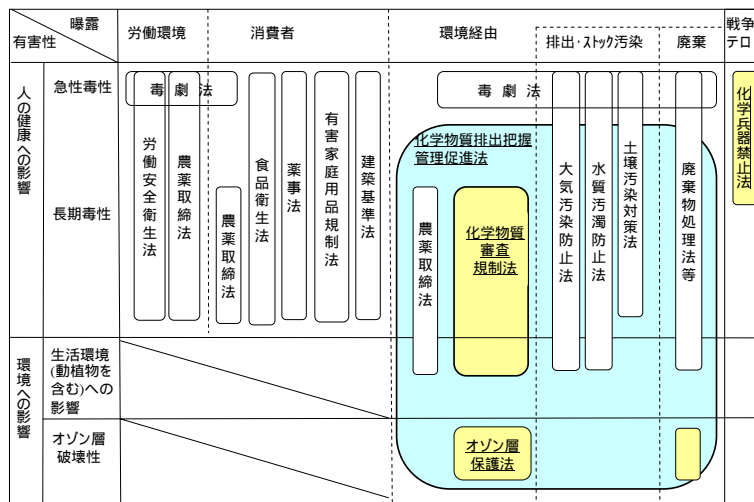 曝露
有害性
労働環境
消費者
環境経由
排出・ストック汚染
廃棄
戦争
テロ
人の健康への影響
急性毒性
長期毒性
毒劇法
毒劇法
労働安全衛生法
農薬取締法
農薬取締法
食品衛生法
薬事法
有害家庭用品規制法
建築基準法
化学物質排出把握
管理促進法
農薬取締法
化学物質
審査
規制法
大気汚染防止法
水質汚濁防止法
土壌汚染対策法
廃棄物処理法等
化学兵器禁止法
環境への影響
生活環境
(動植物を
含む)への
影響
オゾン層
破壊性
オゾン層
保護法